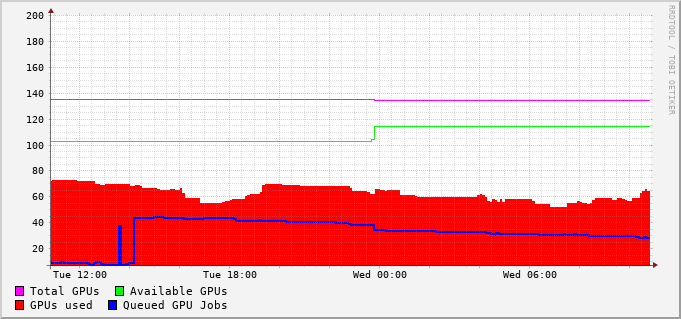 200
180
160
140
120
100
80
60
40
20
Tue 12:00 Tue 18:00 Wed 00:00 Wed 06:00
Total GPUs Available GPUs
GPUs used Queued GPU Jobs
RRDTOOL / TOBI OETIKER